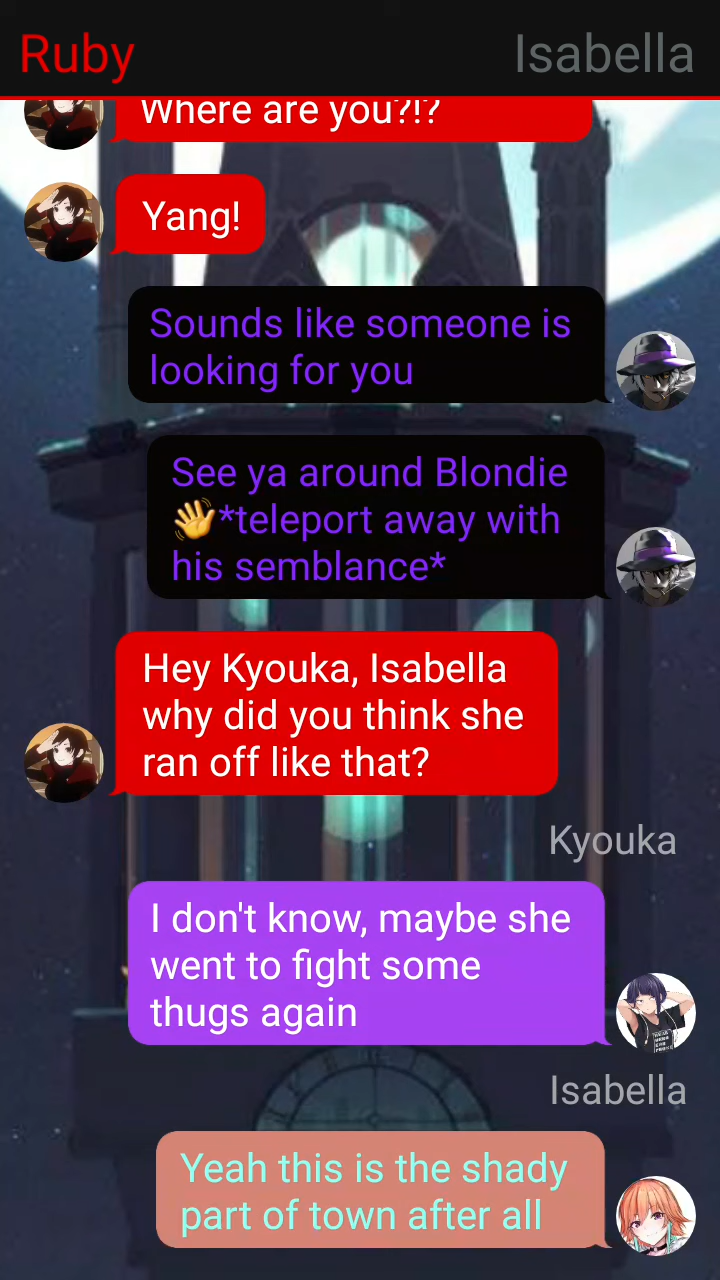 Ruby
Isabella
Where are you?!?
Yang!
Sounds like someone is
looking for you
See ya around Blondie
👋*teleport away with
his semblance*
Hey Kyouka, Isabella
why did you think she
ran off like that?
Kyouka
I don't know, maybe she
went to fight some
thugs again
Isabella
Yeah this is the shady
part of town after all